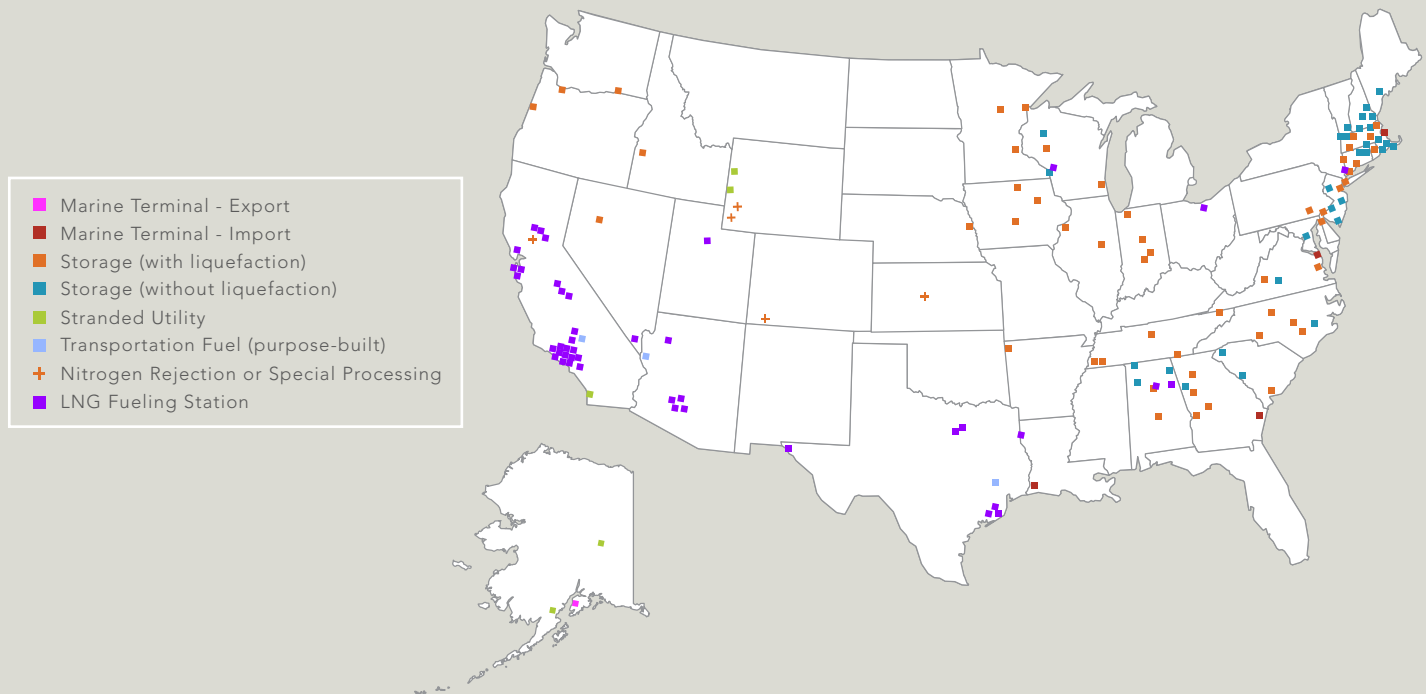 Marine Terminal - Export
Marine Terminal - Import
Storage (with liquefaction)
Storage (without liquefaction)
Stranded Utility
Transportation Fuel (purpose-built)
Nitrogen Rejection or Special Processing
LNG Fueling Station